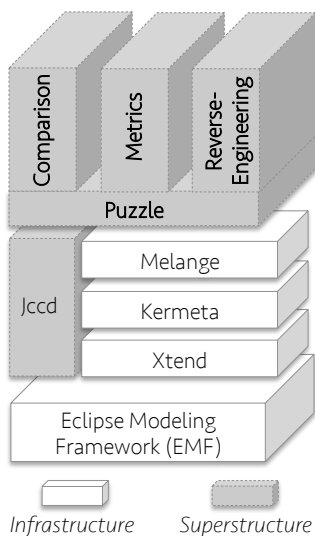 Comparison
Metrics
Reverse-
Engineering
Puzzle
Jccd
Melange
Kermeta
Xtend
Eclipse Modeling
Framework (EMF)
Infrastructure
Superstructure